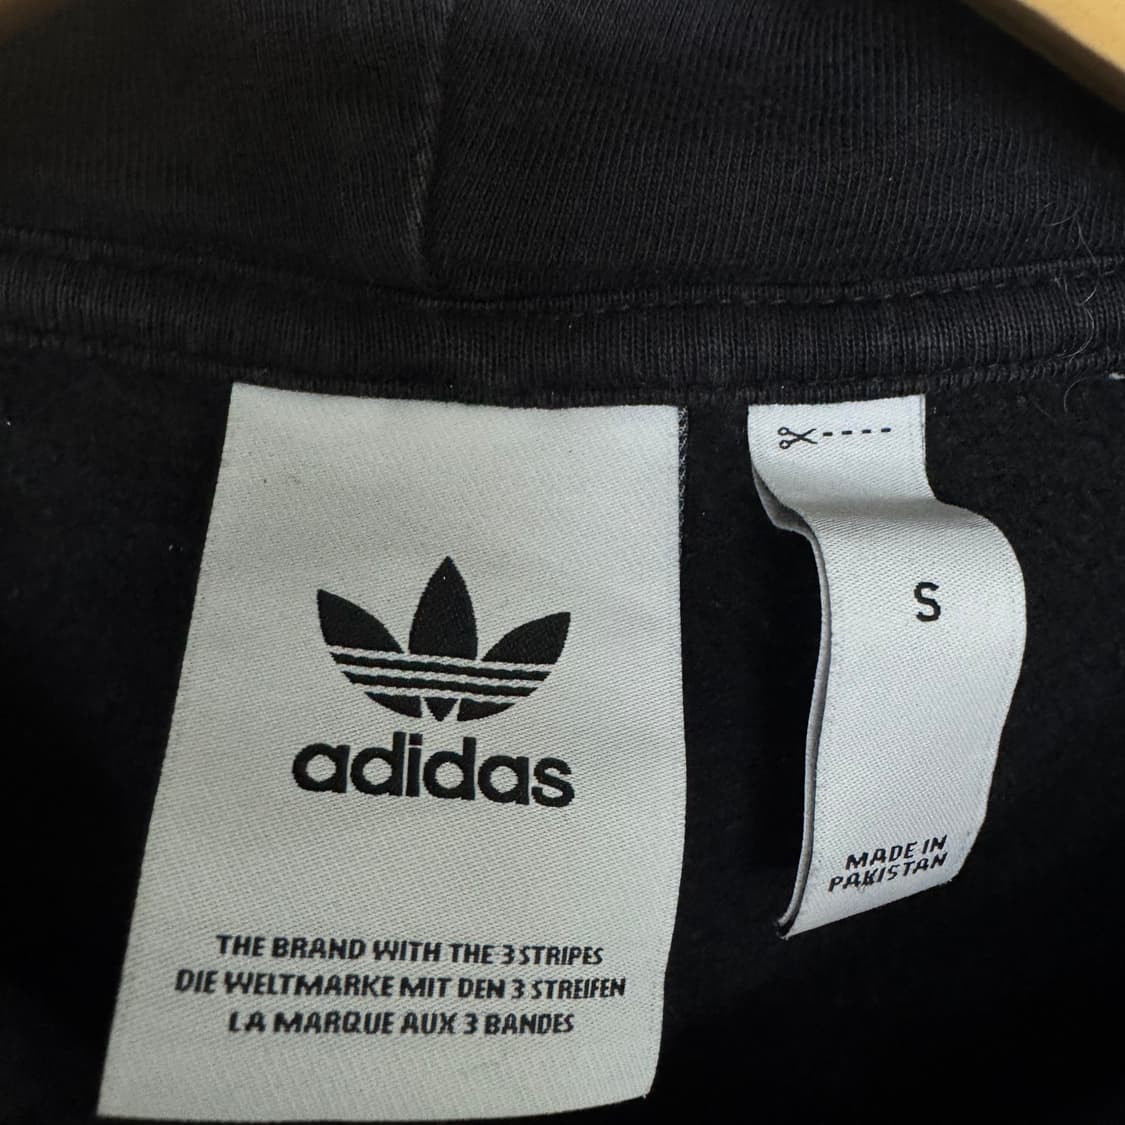 adidas
THE BRAND WITH THE 3 STRIPES
DIE WELTMARKE MIT DEN 3 STREIFEN
LA MARQUE AUX 3 BANDES
S
MADE IN
PAKISTAN